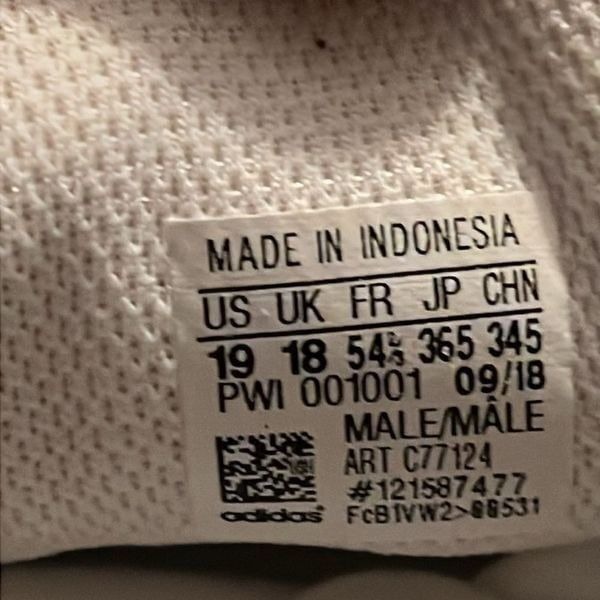 MADE IN INDONESIA
US UK FR JP CHN
19 18 54⅔ 365 345
PWI 001001 09/18
MALE/MÂLE
ART C77124
#121587477
adidas